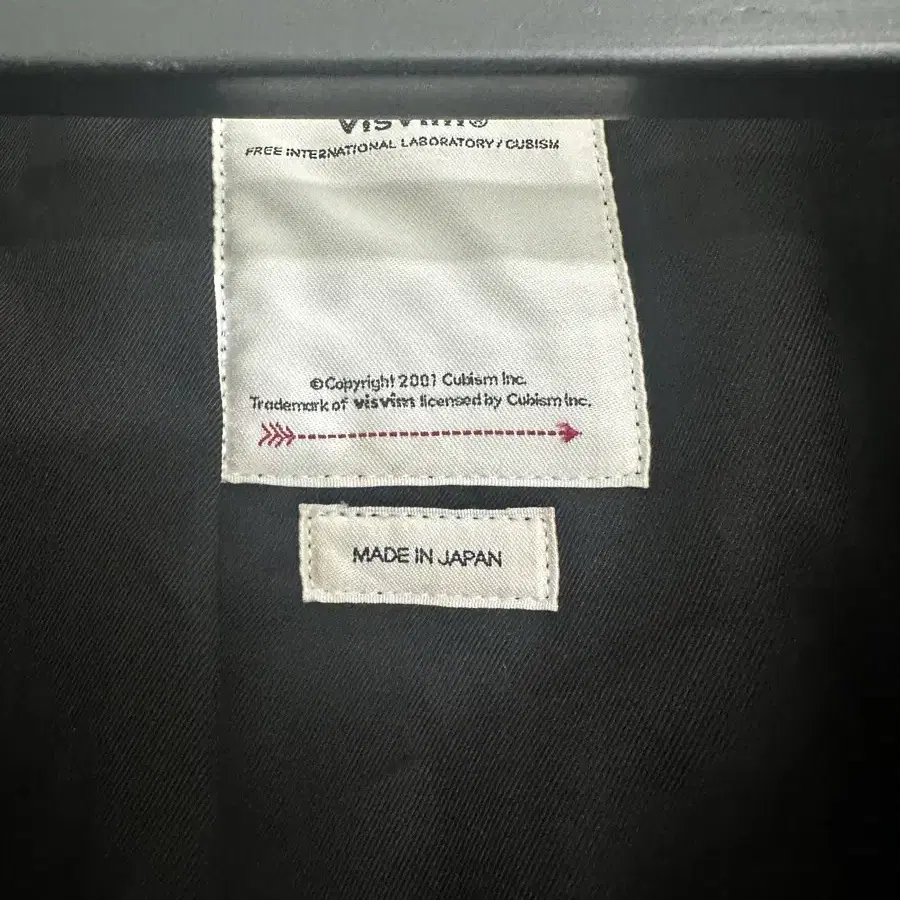 visvim®
FREE INTERNATIONAL LABORATORY / CUBISM
©Copyright 2001 Cubism Inc.
Trademark of visvim licensed by Cubism Inc.
MADE IN JAPAN